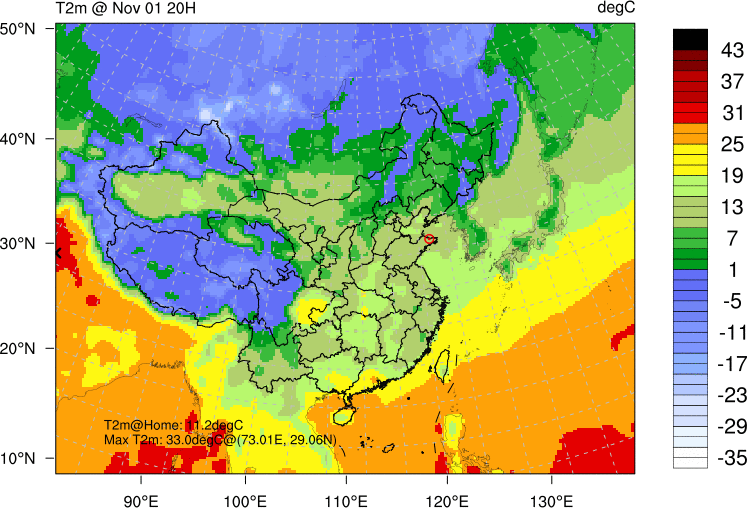 T2m @ Nov 01 20H
degC
50°N
40°N
30°N
20°N
10°N
90°E
100°E
110°E
120°E
130°E
T2m@Home: 11.2degC
Max T2m: 33.0degC@(73.01E, 29.06N)
43
37
31
25
19
13
7
1
-5
-11
-17
-23
-29
-35